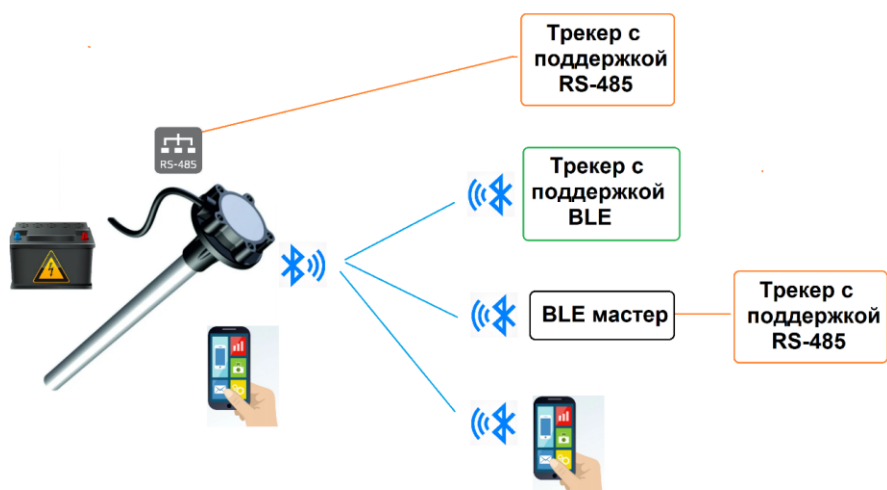 Трекер с
поддержкой
RS-485
RS-485
Трекер с
поддержкой
BLE
BLE мастер
Трекер с
поддержкой
RS-485